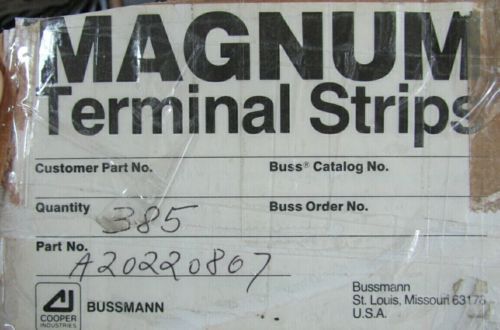 MAGNUM
Terminal Strips
Customer Part No. Buss® Catalog No.
Quantity 385 Buss Order No.
Part No. A20220807
COOPER INDUSTRIES BUSSMANN
Bussmann
St. Louis, Missouri 63178
U.S.A.